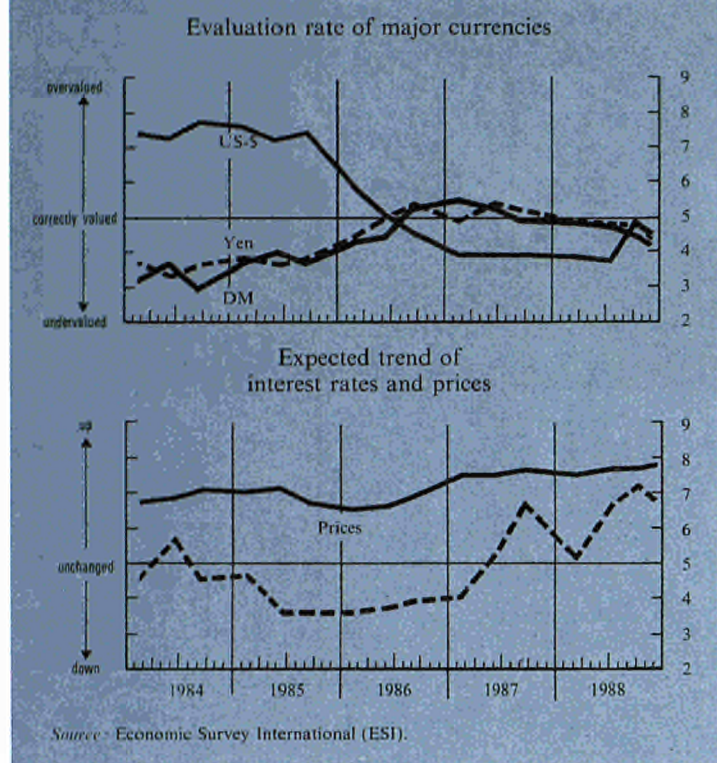 Evaluation rate of major currencies
overvalued
correctly valued
undervalued
9
8
7
6
5
4
3
2
US-$
Yen
DM
Expected trend of
interest rates and prices
up
unchanged
down
9
8
7
6
5
4
3
2
Prices
1984 1985 1986 1987 1988
Source: Economic Survey International (ESI).